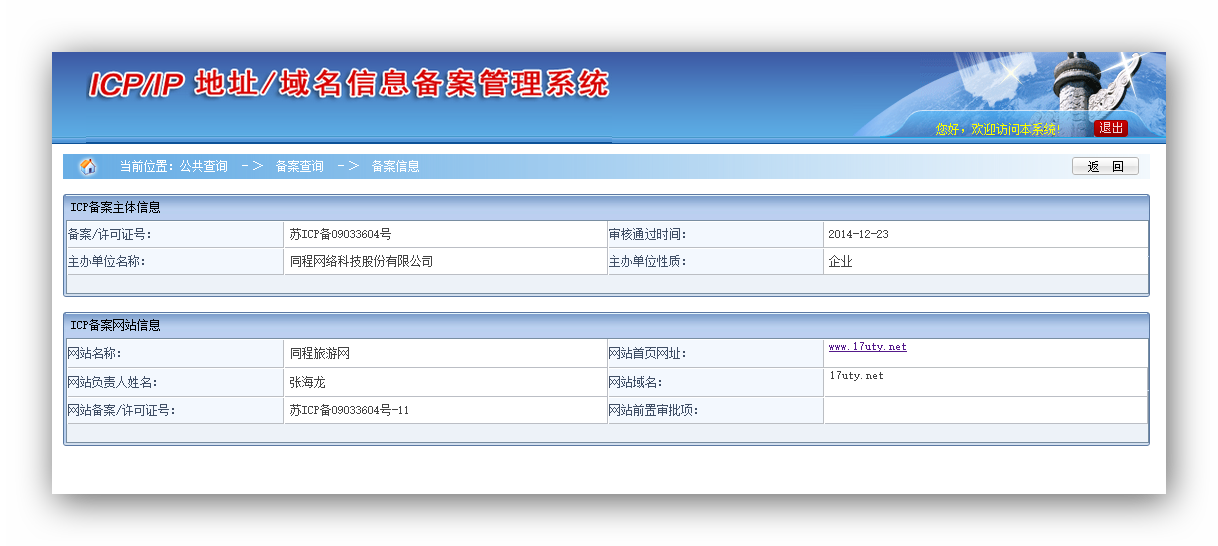 ICP/IP 地址/域名信息备案管理系统
您好，欢迎访问本系统! 退出
当前位置：公共查询 -> 备案查询 -> 备案信息 返 回
ICP备案主体信息
备案/许可证号： 苏ICP备09033604号 审核通过时间： 2014-12-23
主办单位名称： 同程网络科技股份有限公司 主办单位性质： 企业
ICP备案网站信息
网站名称： 同程旅游网 网站首页网址： www.17uty.net
网站负责人姓名： 张海龙 网站域名： 17uty.net
网站备案/许可证号： 苏ICP备09033604号-11 网站前置审批项：